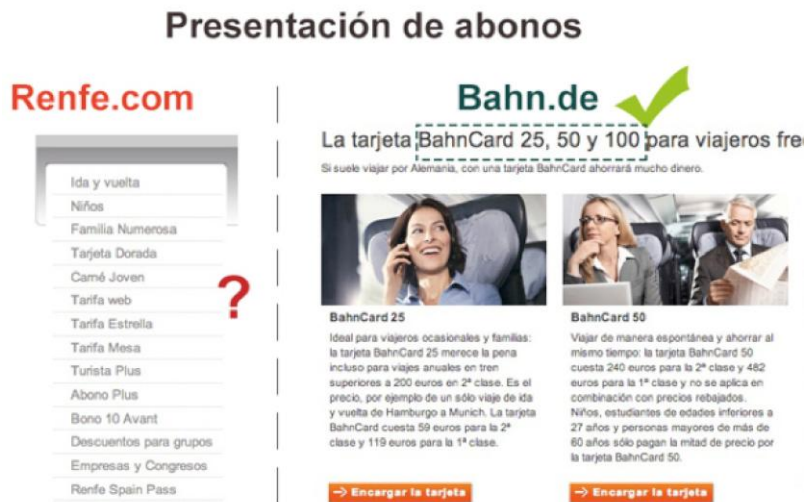 Presentación de abonos
Renfe.com
Ida y vuelta
Niños
Familia Numerosa
Tarjeta Dorada
Carné Joven
Tarifa web
Tarifa Estrella
Tarifa Mesa
Turista Plus
Abono Plus
Bono 10 Avant
Descuentos para grupos
Empresas y Congresos
Renfe Spain Pass
?
Bahn.de
La tarjeta BahnCard 25, 50 y 100 para viajeros fre
Si suele viajar por Alemania, con una tarjeta BahnCard ahorrará mucho dinero.
BahnCard 25
Ideal para viajeros ocasionales y familias:
la tarjeta BahnCard 25 merece la pena
incluso para viajes anuales en tren
superiores a 200 euros en 2ª clase. Es el
precio, por ejemplo de un sólo viaje de ida
y vuelta de Hamburgo a Munich. La tarjeta
BahnCard cuesta 59 euros para la 2ª
clase y 119 euros para la 1ª clase.
-> Encargar la tarjeta
BahnCard 50
Viajar de manera espontánea y ahorrar al
mismo tiempo: la tarjeta BahnCard 50
cuesta 240 euros para la 2ª clase y 482
euros para la 1ª clase y no se aplica en
combinación con precios rebajados.
Niños, estudiantes de edades inferiores a
27 años y personas mayores de más de
60 años sólo pagan la mitad de precio por
la tarjeta BahnCard 50.
-> Encargar la tarjeta